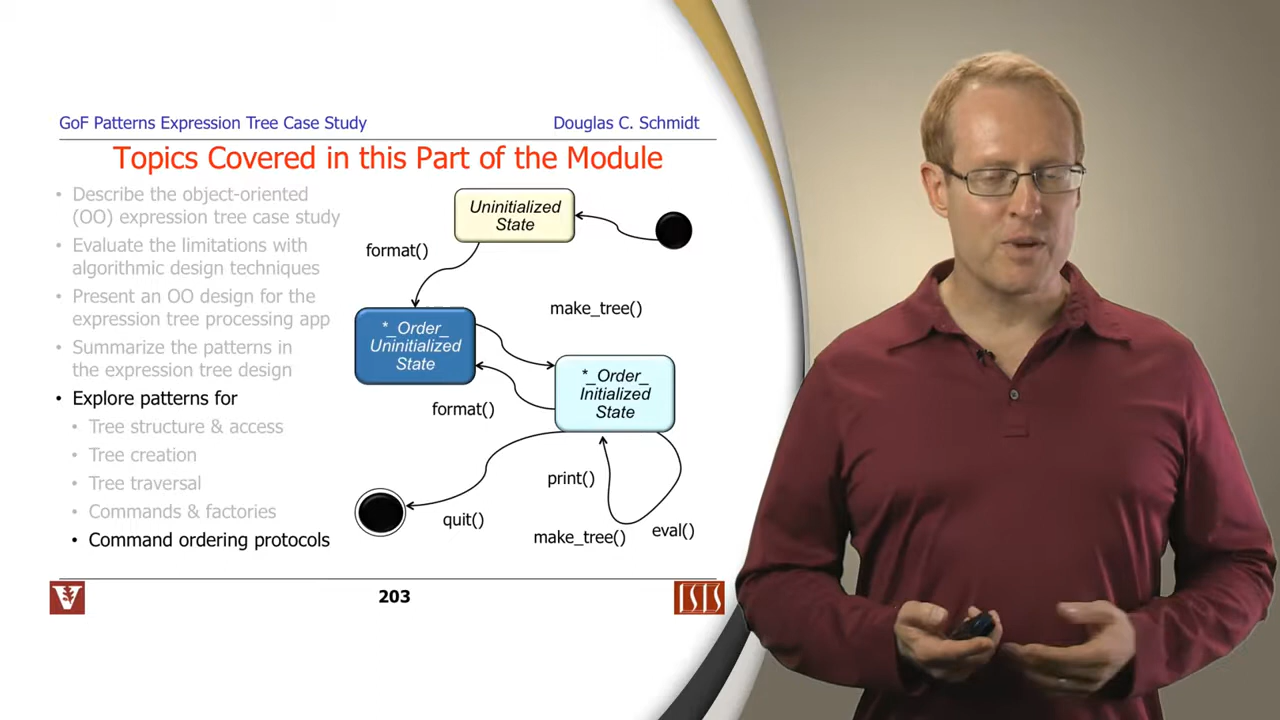 GoF Patterns Expression Tree Case Study
Douglas C. Schmidt
Topics Covered in this Part of the Module
• Describe the object-oriented
(OO) expression tree case study
• Evaluate the limitations with
algorithmic design techniques
• Present an OO design for the
expression tree processing app
• Summarize the patterns in
the expression tree design
• Explore patterns for
• Tree structure & access
• Tree creation
• Tree traversal
• Commands & factories
• Command ordering protocols
Uninitialized
State
format()
make_tree()
*_Order_
Uninitialized
State
*_Order_
Initialized
State
format()
print()
quit()
make_tree()
eval()
V
203
ISIS